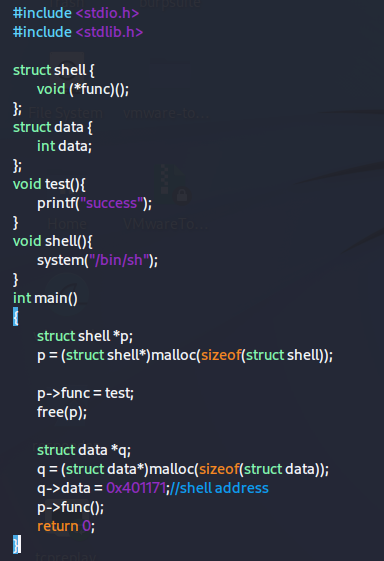 #include <stdio.h>
#include <stdlib.h>
struct shell {
void (*func)();
};
struct data {
int data;
};
void test(){
printf("success");
}
void shell(){
system("/bin/sh");
}
int main()
{
struct shell *p;
p = (struct shell*)malloc(sizeof(struct shell));
p->func = test;
free(p);
struct data *q;
q = (struct data*)malloc(sizeof(struct data));
q->data = 0x401171;//shell address
p->func();
return 0;
}